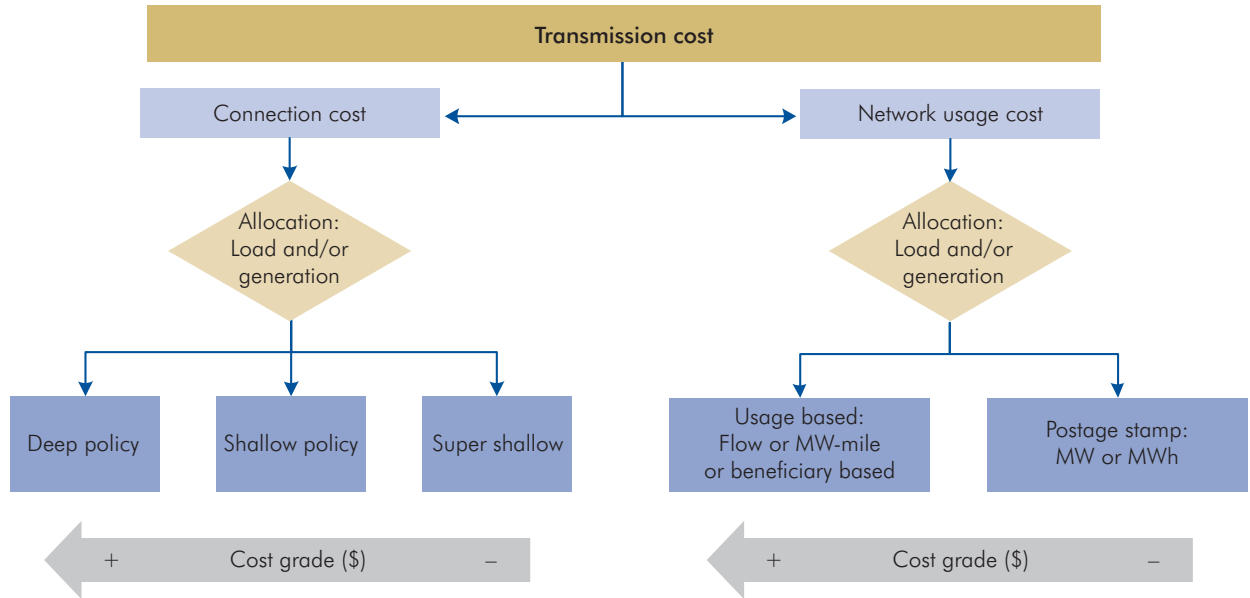 Transmission cost
Connection cost
Network usage cost
Allocation:
Load and/or
generation
Allocation:
Load and/or
generation
Deep policy
Shallow policy
Super shallow
Usage based:
Flow or MW-mile
or beneficiary based
Postage stamp:
MW or MWh
+ Cost grade ($) –
+ Cost grade ($) –